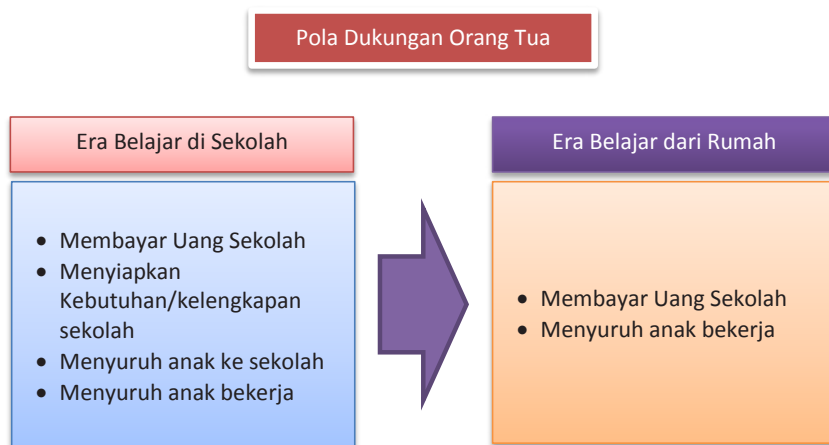 Pola Dukungan Orang Tua
Era Belajar di Sekolah
• Membayar Uang Sekolah
• Menyiapkan
Kebutuhan/kelengkapan
sekolah
• Menyuruh anak ke sekolah
• Menyuruh anak bekerja
Era Belajar dari Rumah
• Membayar Uang Sekolah
• Menyuruh anak bekerja